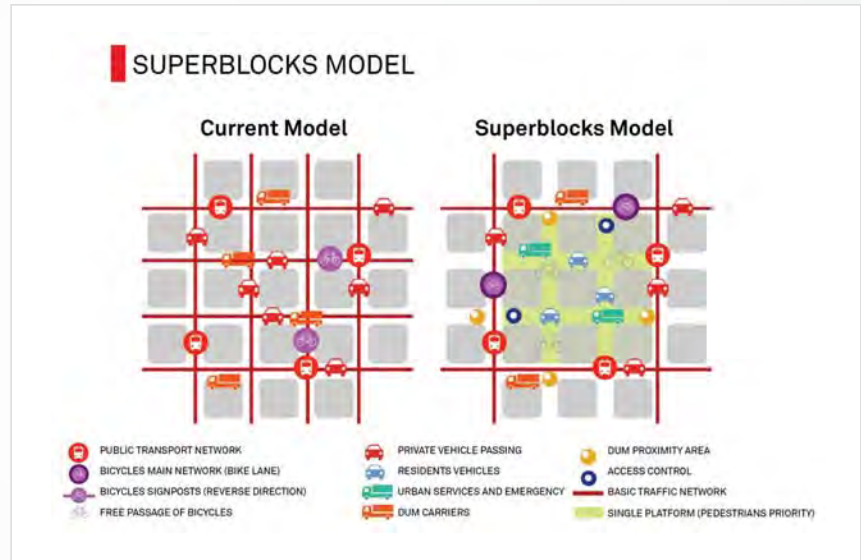 SUPERBLOCKS MODEL
Current Model
Superblocks Model
PUBLIC TRANSPORT NETWORK
BICYCLES MAIN NETWORK (BIKE LANE)
BICYCLES SIGNPOSTS (REVERSE DIRECTION)
FREE PASSAGE OF BICYCLES
PRIVATE VEHICLE PASSING
RESIDENTS VEHICLES
URBAN SERVICES AND EMERGENCY
DUM CARRIERS
DUM PROXIMITY AREA
ACCESS CONTROL
BASIC TRAFFIC NETWORK
SINGLE PLATFORM (PEDESTRIANS PRIORITY)